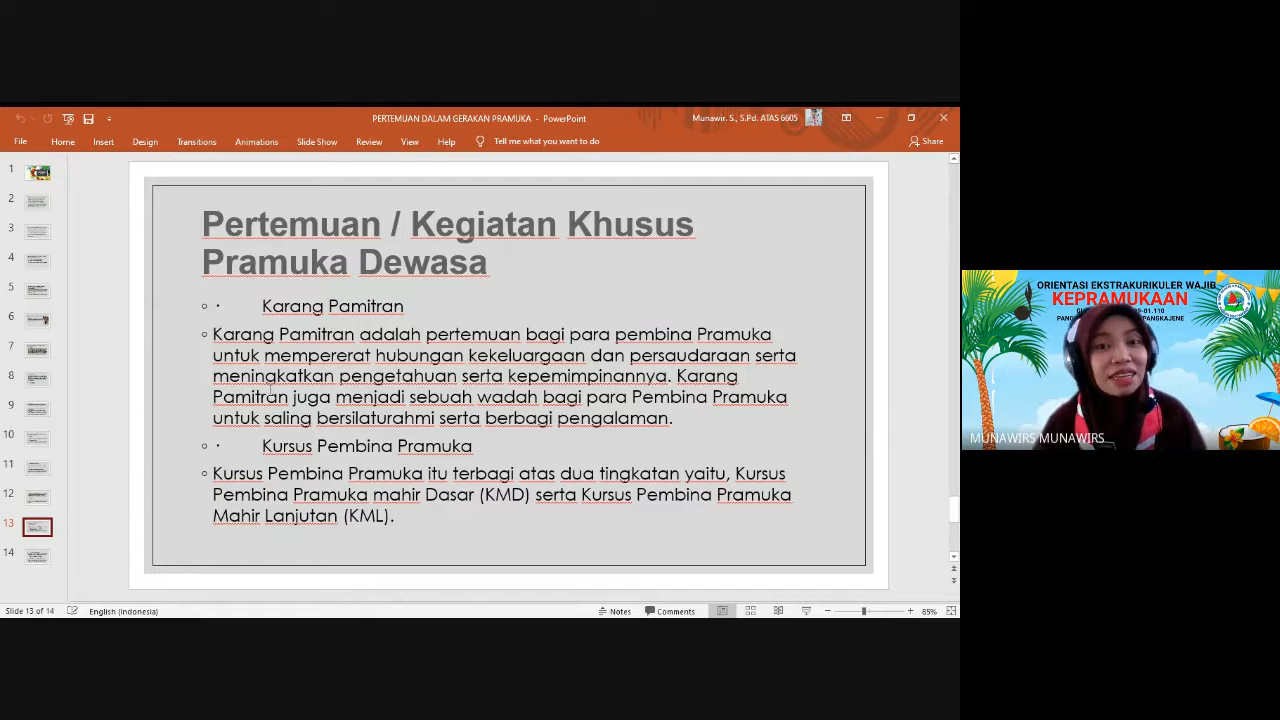 PERTEMUAN DALAM GERAKAN PRAMUKA - PowerPoint
Munawir. S., S.Pd. ATAS 6605
File Home Insert Design Transitions Animations Slide Show Review View Help Tell me what you want to do Share
1
2
3
4
5
6
7
8
9
10
11
12
13
14
Pertemuan / Kegiatan Khusus
Pramuka Dewasa
Karang Pamitran
Karang Pamitran adalah pertemuan bagi para pembina Pramuka
untuk mempererat hubungan kekeluargaan dan persaudaraan serta
meningkatkan pengetahuan serta kepemimpinannya. Karang
Pamitran juga menjadi sebuah wadah bagi para Pembina Pramuka
untuk saling bersilaturahmi serta berbagi pengalaman.
Kursus Pembina Pramuka
Kursus Pembina Pramuka itu terbagi atas dua tingkatan yaitu, Kursus
Pembina Pramuka mahir Dasar (KMD) serta Kursus Pembina Pramuka
Mahir Lanjutan (KML).
Slide 13 of 14 English (Indonesia) Notes Comments 85%
ORIENTASI EKSTRAKURIKULER WAJIB
KEPRAMUKAAN
MUNAWIRS MUNAWIRS